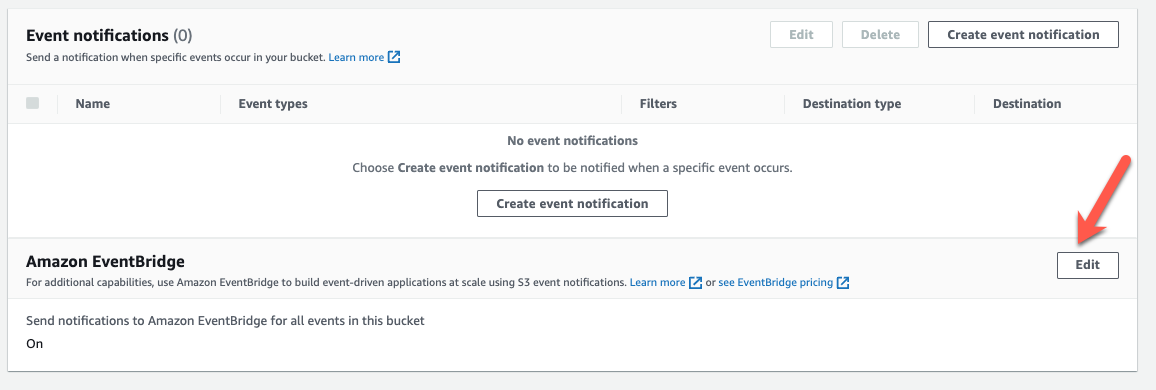 Event notifications (0)
Edit
Delete
Create event notification
Send a notification when specific events occur in your bucket. Learn more
Name
Event types
Filters
Destination type
Destination
No event notifications
Choose Create event notification to be notified when a specific event occurs.
Create event notification
Amazon EventBridge
Edit
For additional capabilities, use Amazon EventBridge to build event-driven applications at scale using S3 event notifications. Learn more or see EventBridge pricing
Send notifications to Amazon EventBridge for all events in this bucket
On